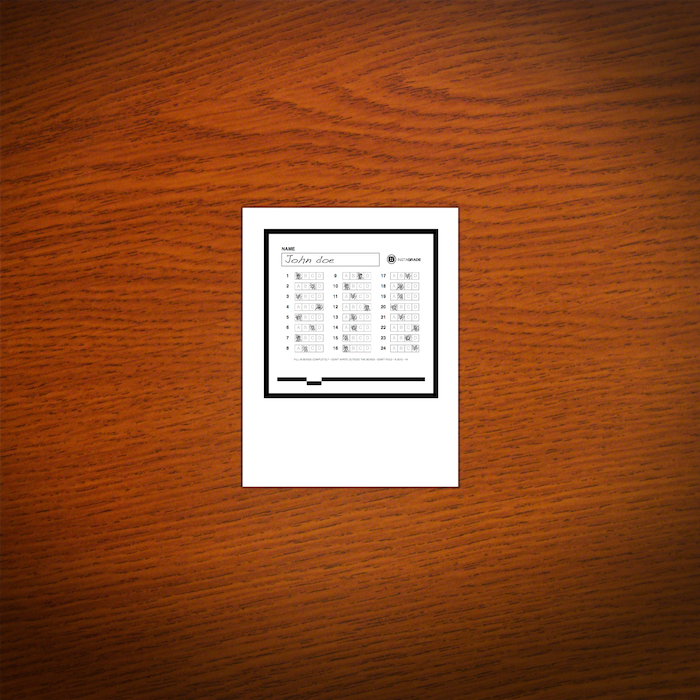 NAME
John doe
INSTAGRADE
1 A B C D 9 A B C D 17 A B C D
2 A B C D 10 A B C D 18 A B C D
3 A B C D 11 A B C D 19 A B C D
4 A B C D 12 A B C D 20 A B C D
5 A B C D 13 A B C D 21 A B C D
6 A B C D 14 A B C D 22 A B C D
7 A B C D 15 A B C D 23 A B C D
8 A B C D 16 A B C D 24 A B C D